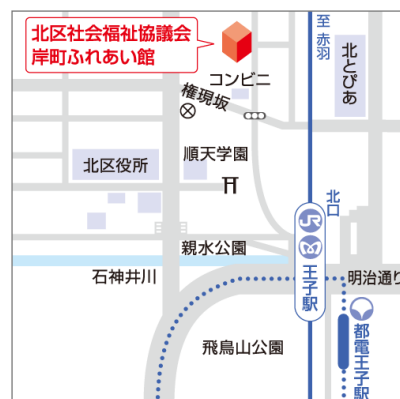 北区社会福祉協議会
岸町ふれあい館
至 赤羽
北とぴあ
コンビニ
権現坂
順天学園
北区役所
北口
JR
親水公園
王子駅
石神井川
明治通り
飛鳥山公園
都電王子駅